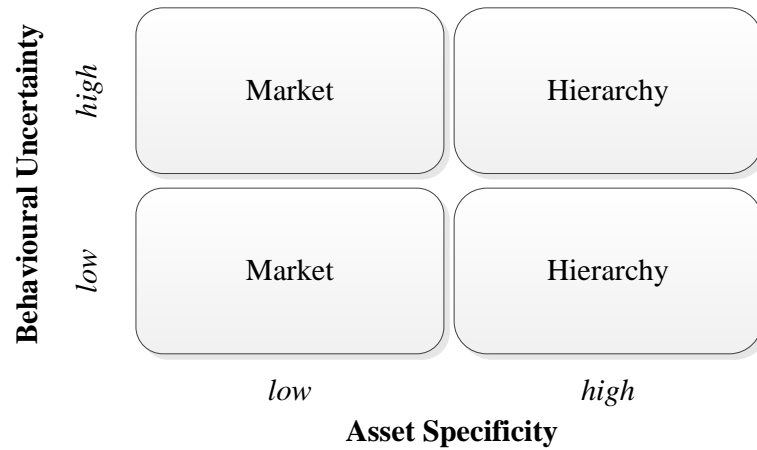 Behavioural Uncertainty
high
Market
Hierarchy
low
Market
Hierarchy
low
high
Asset Specificity